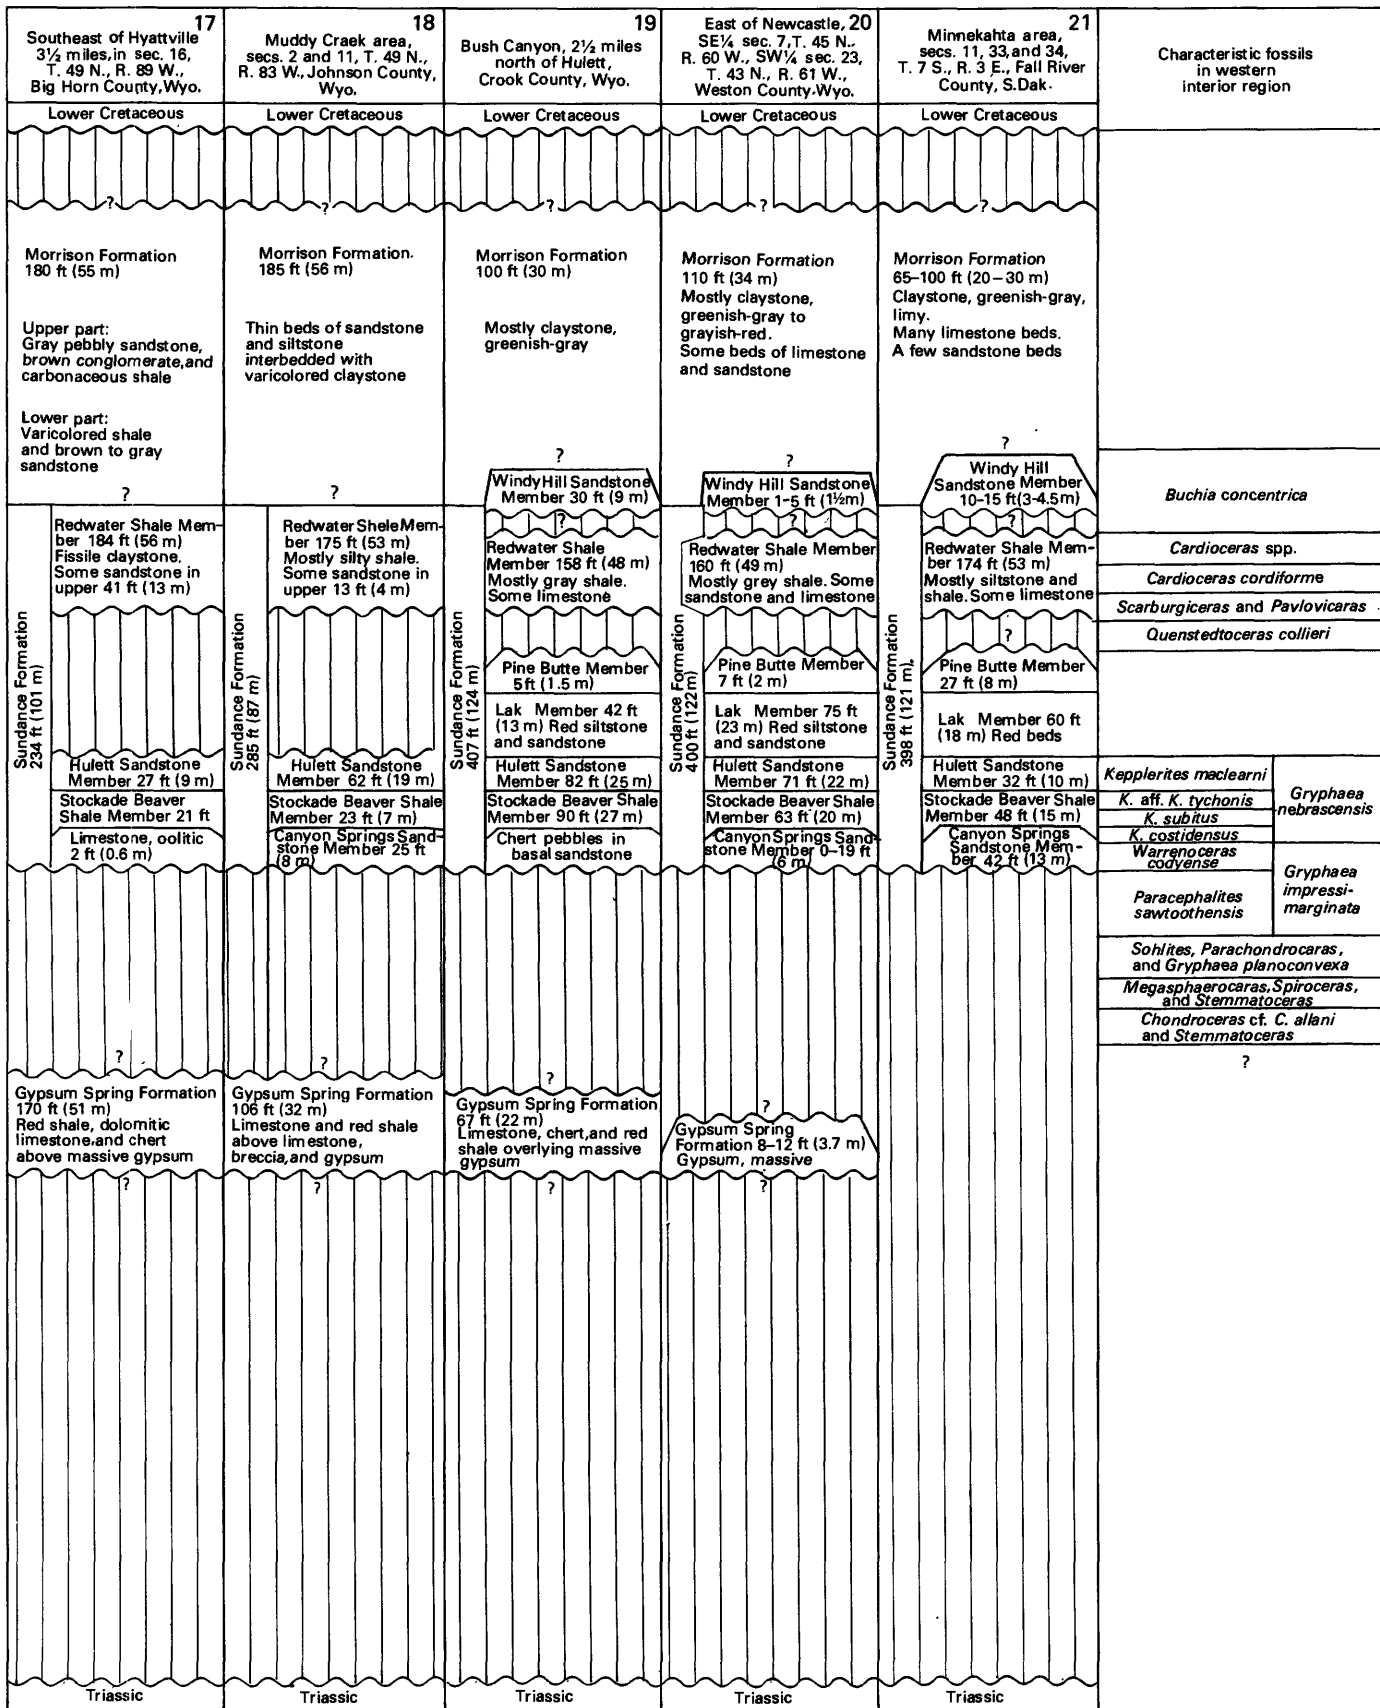 17
Southeast of Hyattville
3½ miles, in sec. 16,
T. 49 N., R. 89 W.,
Big Horn County, Wyo.
Lower Cretaceous
?
Morrison Formation
180 ft (55 m)
Upper part:
Gray pebbly sandstone,
brown conglomerate, and
carbonaceous shale
Lower part:
Varicolored shale
and brown to gray
sandstone
?
Sundance Formation
234 ft (101 m)
Redwater Shale Mem-
ber 184 ft (56 m)
Fissile claystone.
Some sandstone in
upper 41 ft (13 m)
Hulett Sandstone
Member 27 ft (9 m)
Stockade Beaver
Shale Member 21 ft
Limestone, oolitic
2 ft (0.6 m)
?
Gypsum Spring Formation
170 ft (51 m)
Red shale, dolomitic
limestone, and chert
above massive gypsum
?
Triassic
18
Muddy Craek area,
secs. 2 and 11, T. 49 N.,
R. 83 W., Johnson County,
Wyo.
Lower Cretaceous
?
Morrison Formation.
185 ft (56 m)
Thin beds of sandstone
and siltstone
interbedded with
varicolored claystone
?
Sundance Formation
285 ft (87 m)
Redwater Shele Mem-
ber 175 ft (53 m)
Mostly silty shale.
Some sandstone in
upper 13 ft (4 m)
Hulett Sandstone
Member 62 ft (19 m)
Stockade Beaver Shale
Member 23 ft (7 m)
Canyon Springs Sand-
stone Member 25 ft
(8 m)
?
Gypsum Spring Formation
106 ft (32 m)
Limestone and red shale
above limestone,
breccia, and gypsum
?
Triassic
19
Bush Canyon, 2½ miles
north of Hulett,
Crook County, Wyo.
Lower Cretaceous
?
Morrison Formation
100 ft (30 m)
Mostly claystone,
greenish-gray
?
Windy Hill Sandstone
Member 30 ft (9 m)
?
Sundance Formation
407 ft (124 m)
Redwater Shale
Member 158 ft (48 m)
Mostly gray shale.
Some limestone
Pine Butte Member
5 ft (1.5 m)
Lak Member 42 ft
(13 m) Red siltstone
and sandstone
Hulett Sandstone
Member 82 ft (25 m)
Stockade Beaver Shale
Member 90 ft (27 m)
Chert pebbles in
basal sandstone
?
Gypsum Spring Formation
67 ft (22 m)
Limestone, chert, and red
shale overlying massive
gypsum
?
Triassic
East of Newcastle, 20
SE¼ sec. 7, T. 45 N.,
R. 60 W., SW¼ sec. 23,
T. 43 N., R. 61 W.,
Weston County, Wyo.
Lower Cretaceous
?
Morrison Formation
110 ft (34 m)
Mostly claystone,
greenish-gray to
grayish-red.
Some beds of limestone
and sandstone
?
Windy Hill Sandstone
Member 1-5 ft (1½m)
?
Sundance Formation
400 ft (122m)
Redwater Shale Member
160 ft (49 m)
Mostly grey shale. Some
sandstone and limestone
Pine Butte Member
7 ft (2 m)
Lak Member 75 ft
(23 m) Red siltstone
and sandstone
Hulett Sandstone
Member 71 ft (22 m)
Stockade Beaver Shale
Member 63 ft (20 m)
Canyon Springs Sand-
stone Member 0-19 ft
(6 m)
?
Gypsum Spring
Formation 8-12 ft (3.7 m)
Gypsum, massive
?
Triassic
21
Minnekahta area,
secs. 11, 33, and 34,
T. 7 S., R. 3 E., Fall River
County, S.Dak.
Lower Cretaceous
?
Morrison Formation
65-100 ft (20-30 m)
Claystone, greenish-gray,
limy.
Many limestone beds.
A few sandstone beds
?
Windy Hill
Sandstone Member
10-15 ft(3-4.5m)
?
Sundance Formation
398 ft (121 m),
Redwater Shale Mem-
ber 174 ft (53 m)
Mostly siltstone and
shale. Some limestone
?
Pine Butte Member
27 ft (8 m)
Lak Member 60 ft
(18 m) Red beds
Hulett Sandstone
Member 32 ft (10 m)
Stockade Beaver Shale
Member 48 ft (15 m)
Canyon Springs
Sandstone Mem-
ber 42 ft (13 m)
Triassic
Characteristic fossils
in western
interior region
Buchia concentrica
Cardioceras spp.
Cardioceras cordiforme
Scarburgiceras and Pavlovicaras
Quenstedtoceras collieri
Kepplerites maclearni
K. aff. K. tychonis
K. subitus
K. costidensus
Gryphaea
nebrascensis
Warrenoceras
codyense
Paracephalites
sawtoothensis
Gryphaea
impressi-
marginata
Sohlites, Parachondrocaras,
and Gryphaea planoconvexa
Megasphaerocaras, Spiroceras,
and Stemmatoceras
Chondroceras cf. C. allani
and Stemmatoceras
?